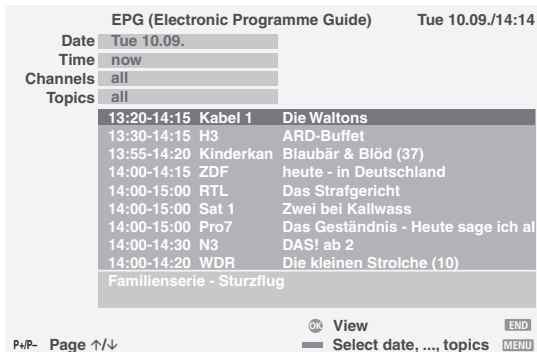 EPG (Electronic Programme Guide) Tue 10.09./14:14
Date Tue 10.09.
Time now
Channels all
Topics all
13:20-14:15 Kabel 1 Die Waltons
13:30-14:15 H3 ARD-Buffet
13:55-14:20 Kinderkan Blaubär & Blöd (37)
14:00-14:15 ZDF heute - in Deutschland
14:00-15:00 RTL Das Strafgericht
14:00-15:00 Sat 1 Zwei bei Kallwass
14:00-15:00 Pro7 Das Geständnis - Heute sage ich al
14:00-14:30 N3 DAS! ab 2
14:00-14:20 WDR Die kleinen Strolche (10)
Familienserie - Sturzflug
OK View END
P+/P- Page ↑/↓ Select date, ..., topics MENU